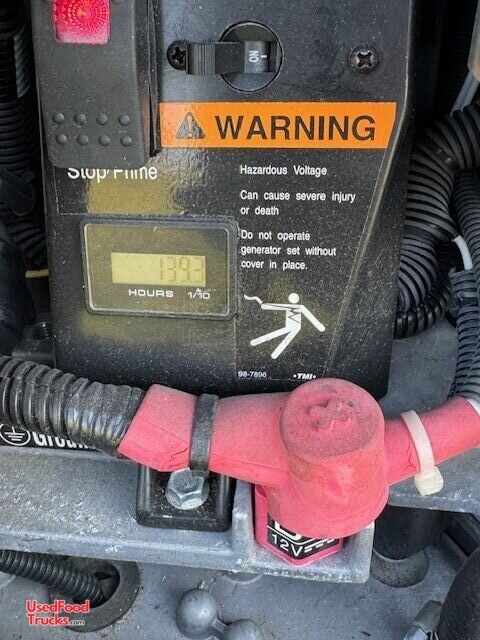 ON
WARNING
Stop/Prime
Hazardous Voltage
Can cause severe injury
or death
Do not operate
generator set without
cover in place.
1393
HOURS 1/10
98-7896 •TMI•
12V
Used Food
Trucks.com